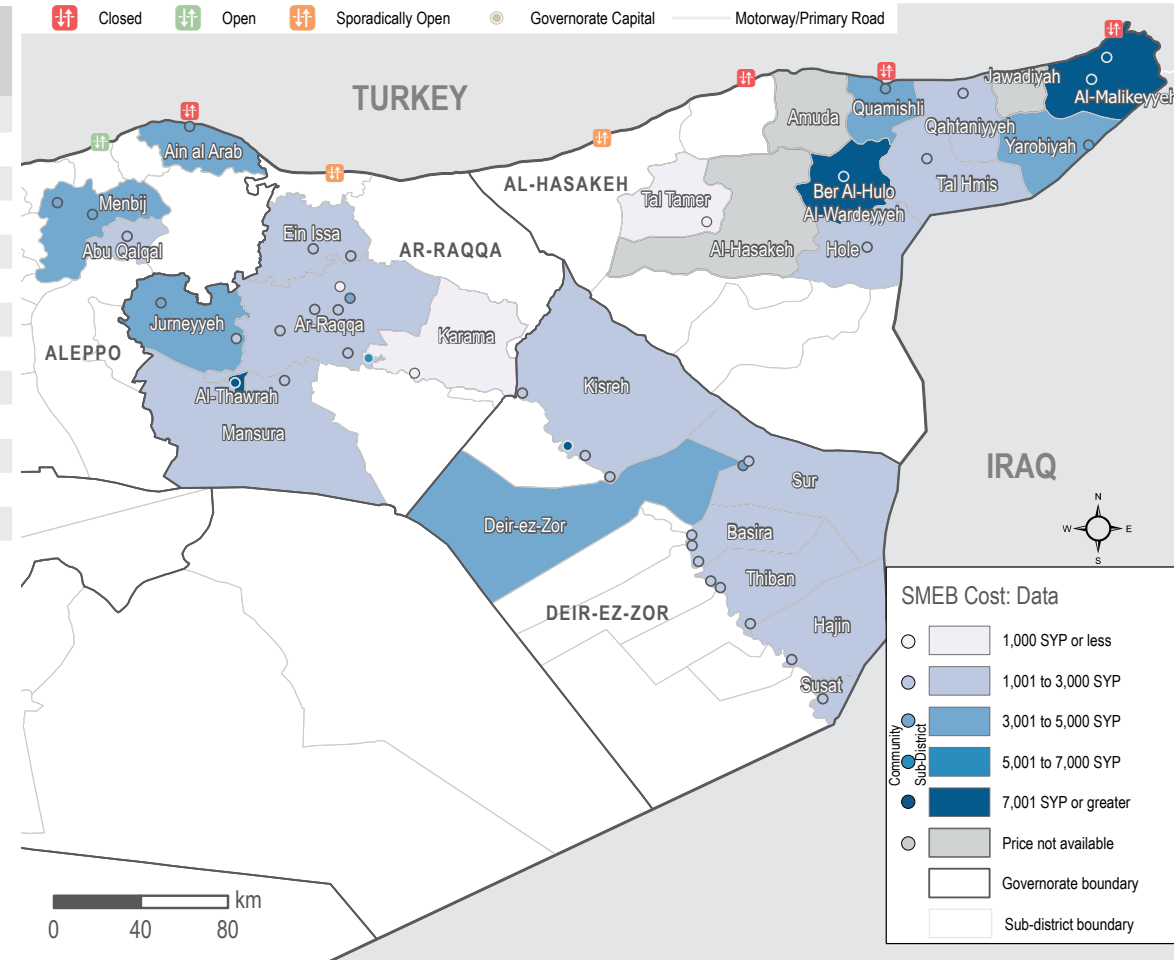 Closed
Open
Sporadically Open
Governorate Capital
Motorway/Primary Road
TURKEY
Jawadiyah
Al-Malikeyyeh
Amuda
Quamishli
Qahtaniyyeh
Yarobiyah
Ain al Arab
AL-HASAKEH
Tal Tamer
Ber Al-Hulo
Al-Wardeyyeh
Tal Hmis
Menbij
Abu Qalqal
Ein Issa
AR-RAQQA
Al-Hasakeh
Hole
Jurneyyeh
Ar-Raqqa
Karama
ALEPPO
Al-Thawrah
Mansura
Kisreh
IRAQ
Sur
Deir-ez-Zor
Basira
Thiban
DEIR-EZ-ZOR
Hajin
Susat
N
W
E
S
SMEB Cost: Data
1,000 SYP or less
1,001 to 3,000 SYP
3,001 to 5,000 SYP
5,001 to 7,000 SYP
7,001 SYP or greater
Price not available
Governorate boundary
Sub-district boundary
Community
Sub-District
km
0 40 80